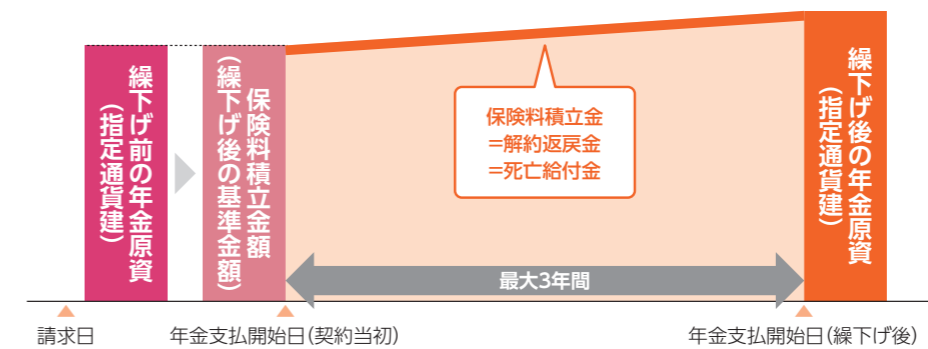 繰下げ前の年金原資
（指定通貨建）
保険料積立金額
（繰下げ後の基準金額）
保険料積立金
＝解約返戻金
＝死亡給付金
繰下げ後の年金原資
（指定通貨建）
最大3年間
請求日
年金支払開始日（契約当初）
年金支払開始日（繰下げ後）